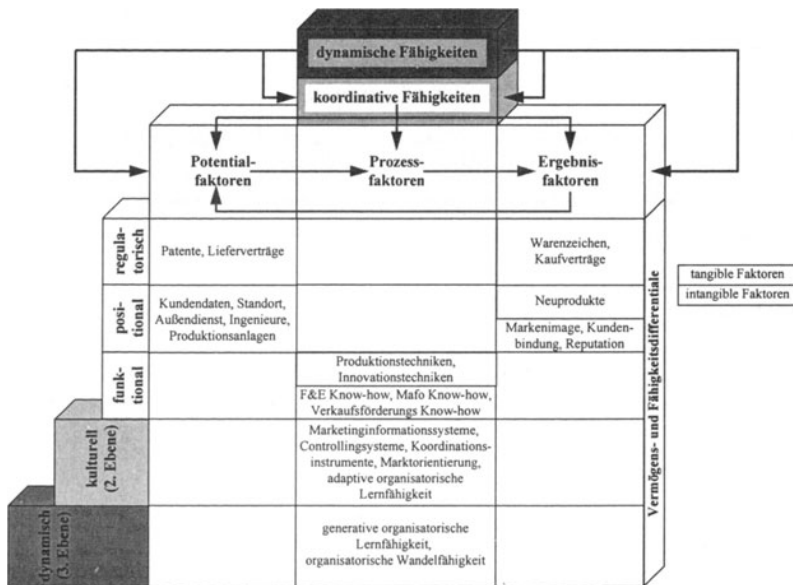 dynamische Fähigkeiten
koordinative Fähigkeiten
Potential-
faktoren
Prozess-
faktoren
Ergebnis-
faktoren
regula-
torisch
Patente, Lieferverträge
Warenzeichen,
Kaufverträge
posi-
tional
Kundendaten, Standort,
Außendienst, Ingenieure,
Produktionsanlagen
Neuprodukte
Markenimage, Kunden-
bindung, Reputation
funk-
tional
Produktionstechniken,
Innovationstechniken
F&E Know-how, Mafo Know-how,
Verkaufsförderungs Know-how
kulturell
(2. Ebene)
Marketinginformationssysteme,
Controllingsysteme, Koordinations-
instrumente, Marktorientierung,
adaptive organisatorische
Lernfähigkeit
dynamisch
(3. Ebene)
generative organisatorische
Lernfähigkeit,
organisatorische Wandelfähigkeit
Vermögens- und Fähigkeitsdifferentiale
tangible Faktoren
intangible Faktoren